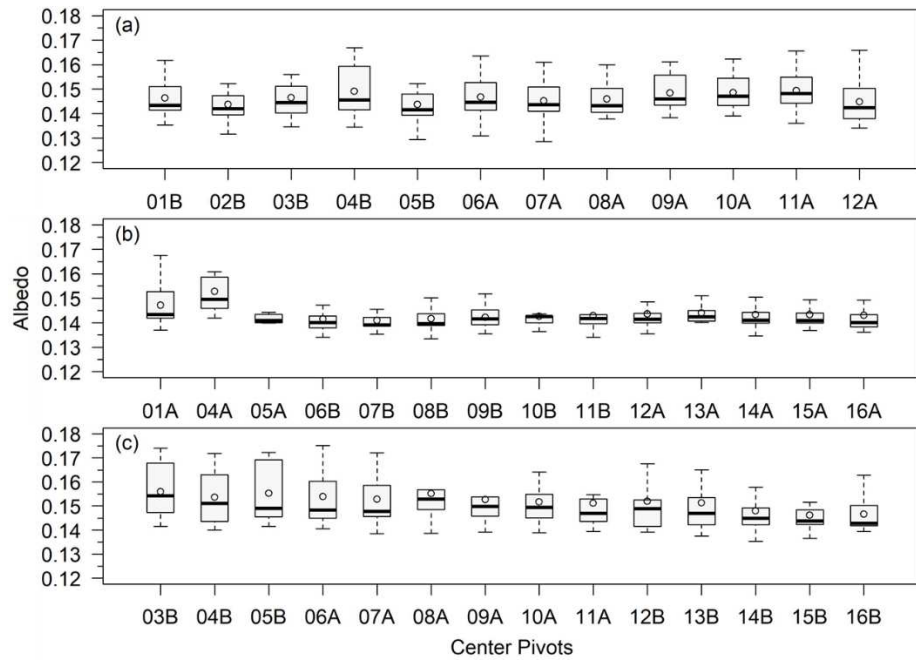 (a)
0.18
0.17
0.16
0.15
0.14
0.13
0.12
01B 02B 03B 04B 05B 06A 07A 08A 09A 10A 11A 12A
(b)
0.18
0.17
0.16
0.15
0.14
0.13
0.12
01A 04A 05A 06B 07B 08B 09B 10B 11B 12A 13A 14A 15A 16A
(c)
0.18
0.17
0.16
0.15
0.14
0.13
0.12
03B 04B 05B 06A 07A 08A 09A 10A 11A 12B 13B 14B 15B 16B
Albedo
Center Pivots